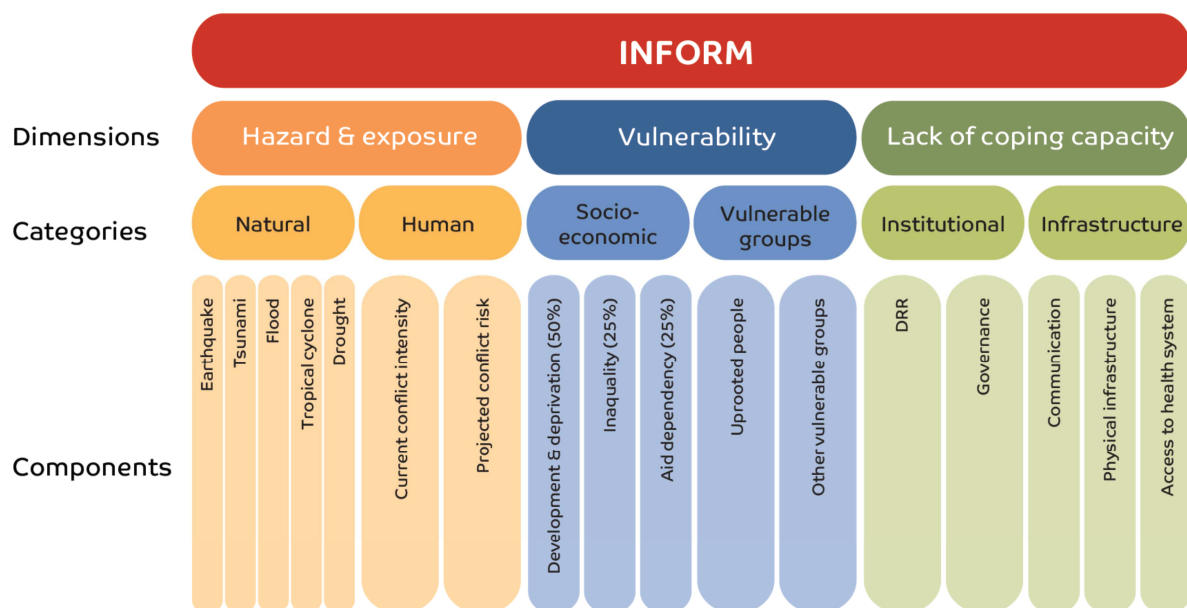 INFORM
Dimensions
Hazard & exposure
Vulnerability
Lack of coping capacity
Categories
Natural
Human
Socio-
economic
Vulnerable
groups
Institutional
Infrastructure
Components
Earthquake
Tsunami
Flood
Tropical cyclone
Drought
Current conflict intensity
Projected conflict risk
Development & deprivation (50%)
Inaquality (25%)
Aid dependency (25%)
Uprooted people
Other vulnerable groups
DRR
Governance
Communication
Physical infrastructure
Access to health system